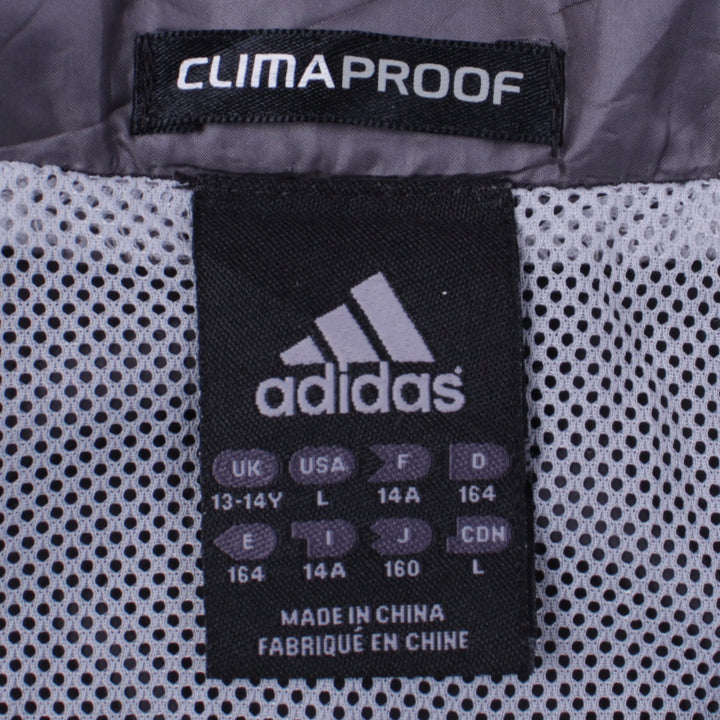 CLIMAPROOF
adidas
UK USA F D
13-14Y L 14A 164
E I J CDN
164 14A 160 L
MADE IN CHINA
FABRIQUÉ EN CHINE